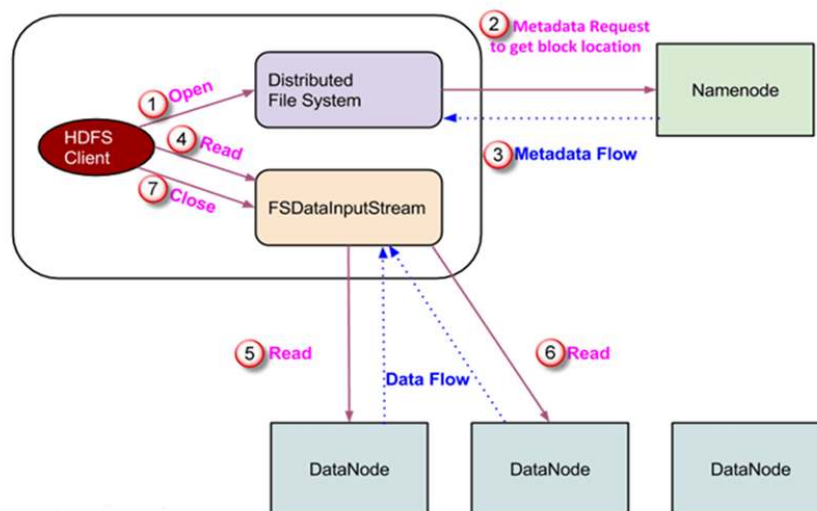 2 Metadata Request
to get block location
1 Open
Distributed
File System
Namenode
HDFS
Client
4 Read
3 Metadata Flow
7 Close
FSDataInputStream
5 Read
6 Read
Data Flow
DataNode
DataNode
DataNode